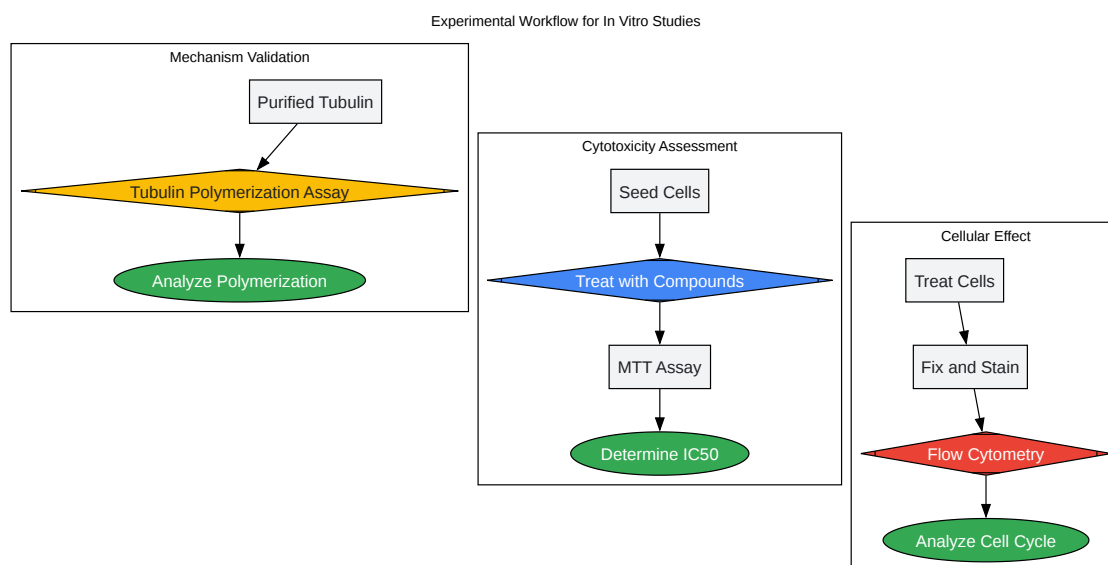 Experimental Workflow for In Vitro Studies
Mechanism Validation
Purified Tubulin
Tubulin Polymerization Assay
Analyze Polymerization
Cytotoxicity Assessment
Seed Cells
Treat with Compounds
MTT Assay
Determine IC50
Cellular Effect
Treat Cells
Fix and Stain
Flow Cytometry
Analyze Cell Cycle